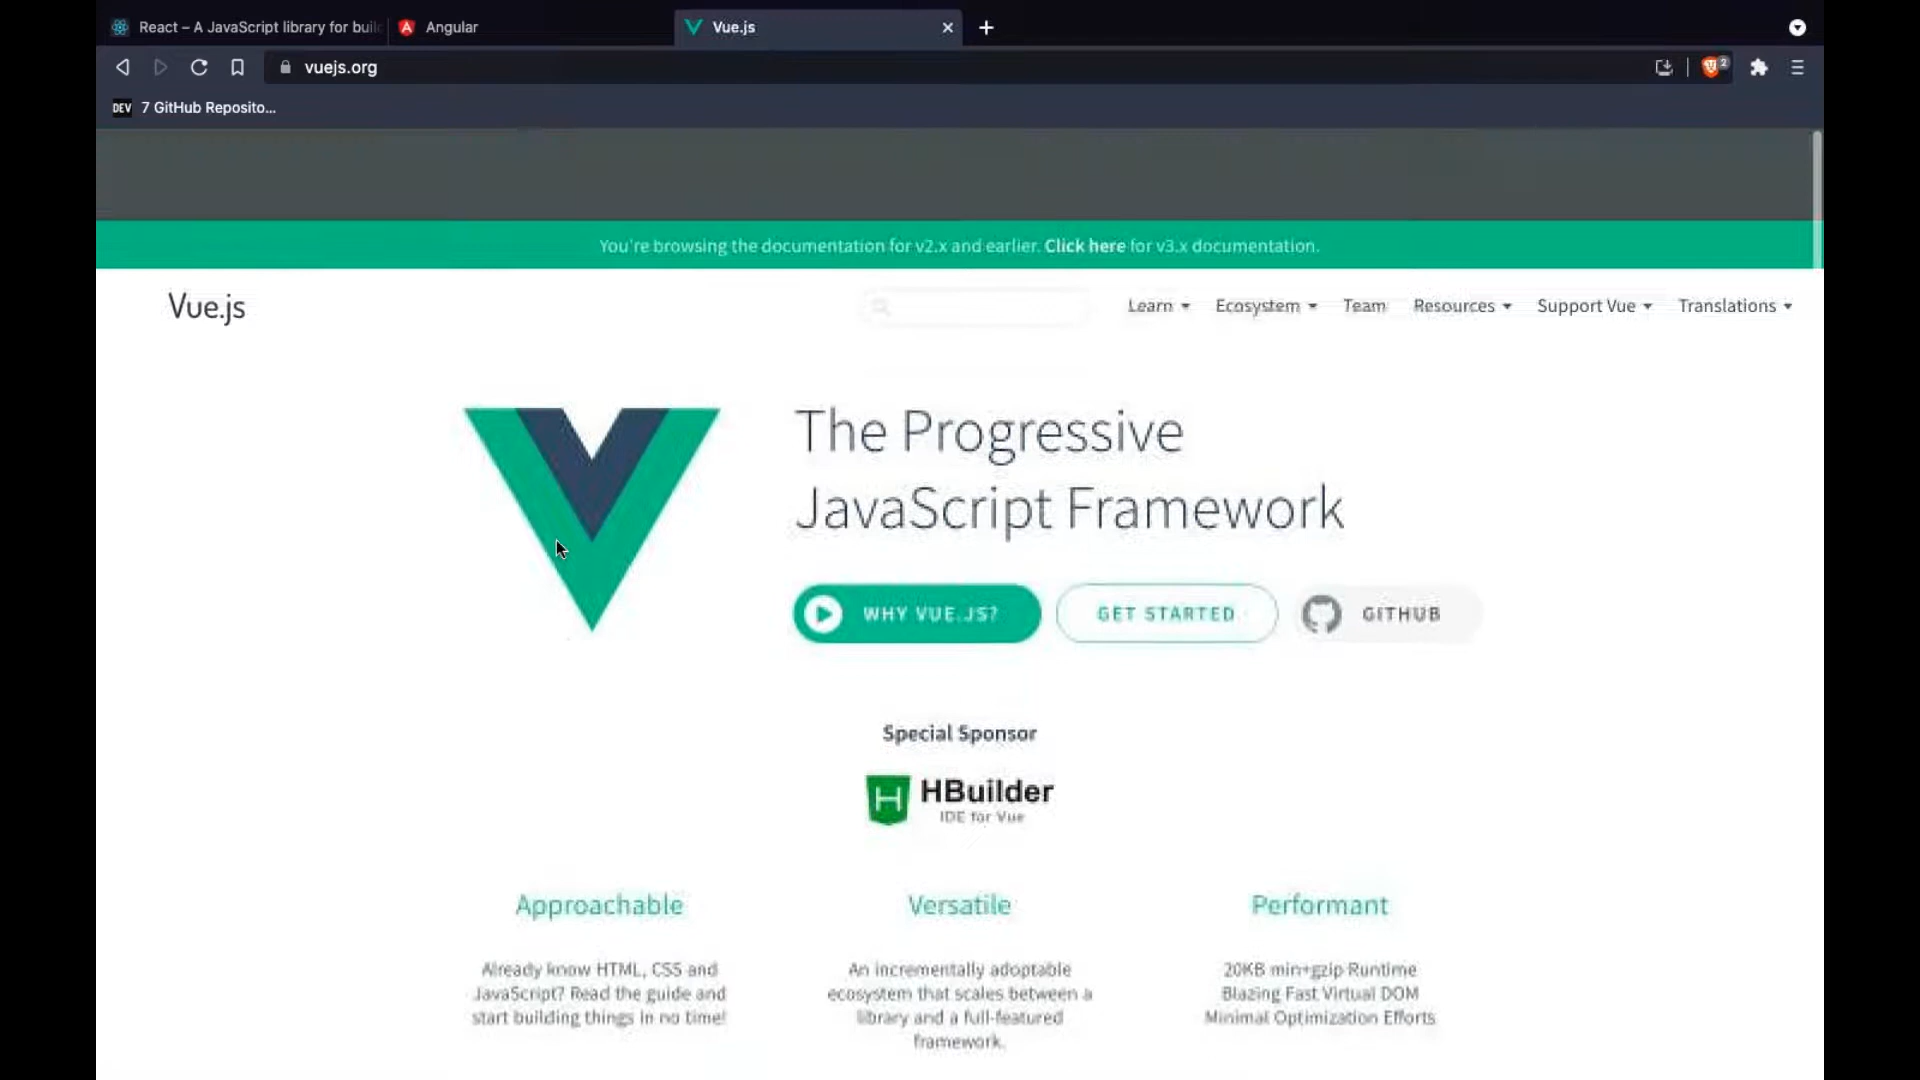 React – A JavaScript library for buil
Angular
Vue.js
vuejs.org
2
DEV 7 GitHub Reposito...
You're browsing the documentation for v2.x and earlier. Click here for v3.x documentation.
Vue.js
Learn
Ecosystem
Team
Resources
Support Vue
Translations
The Progressive
JavaScript Framework
WHY VUE.JS?
GET STARTED
GITHUB
Special Sponsor
HBuilder
IDE for Vue
Approachable
Already know HTML, CSS and
JavaScript? Read the guide and
start building things in no time!
Versatile
An incrementally adoptable
ecosystem that scales between a
library and a full-featured
framework.
Performant
20KB min+gzip Runtime
Blazing Fast Virtual DOM
Minimal Optimization Efforts